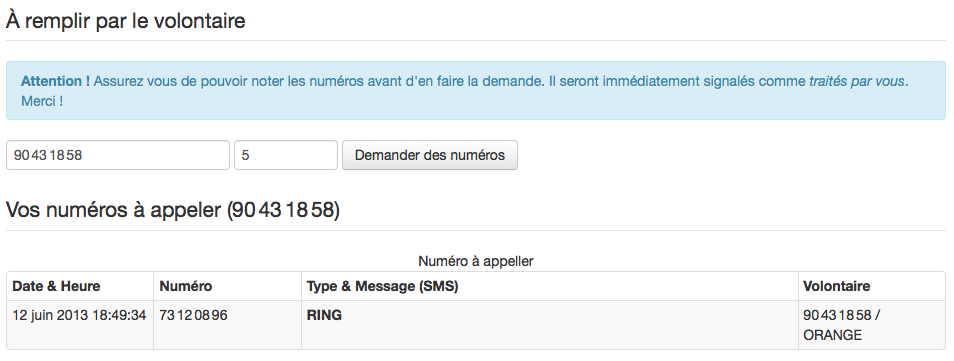 À remplir par le volontaire
Attention ! Assurez vous de pouvoir noter les numéros avant d'en faire la demande. Il seront immédiatement signalés comme traités par vous.
Merci !
90 43 18 58 5 Demander des numéros
Vos numéros à appeler (90 43 18 58)
Numéro à appeller
Date & Heure Numéro Type & Message (SMS) Volontaire
12 juin 2013 18:49:34 73 12 08 96 RING 90 43 18 58 /
ORANGE